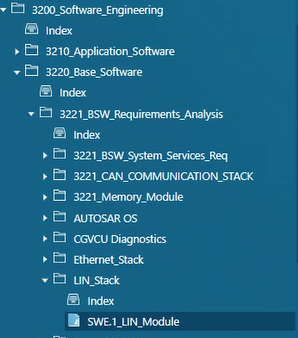 3200_Software_Engineering
Index
3210_Application_Software
3220_Base_Software
Index
3221_BSW_Requirements_Analysis
Index
3221_BSW_System_Services_Req
3221_CAN_COMMUNICATION_STACK
3221_Memory_Module
AUTOSAR OS
CGVCU Diagnostics
Ethernet_Stack
LIN_Stack
Index
SWE.1_LIN_Module